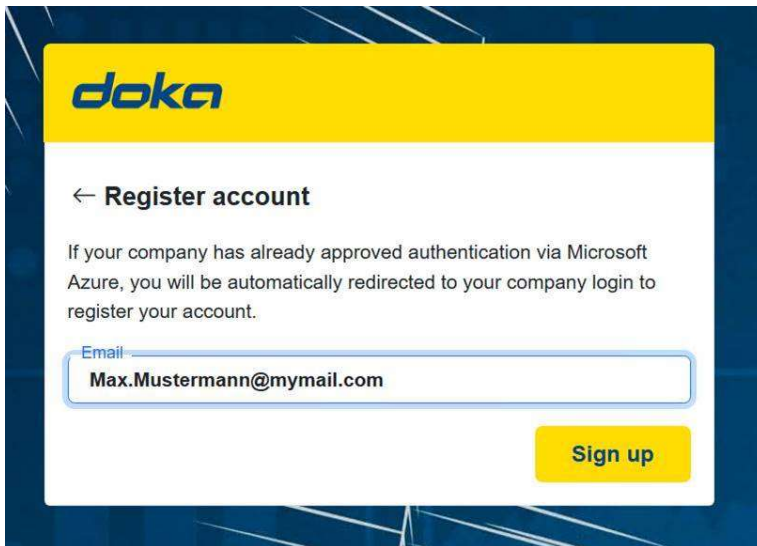 doka
← Register account
If your company has already approved authentication via Microsoft
Azure, you will be automatically redirected to your company login to
register your account.
Email
Max.Mustermann@mymail.com
Sign up